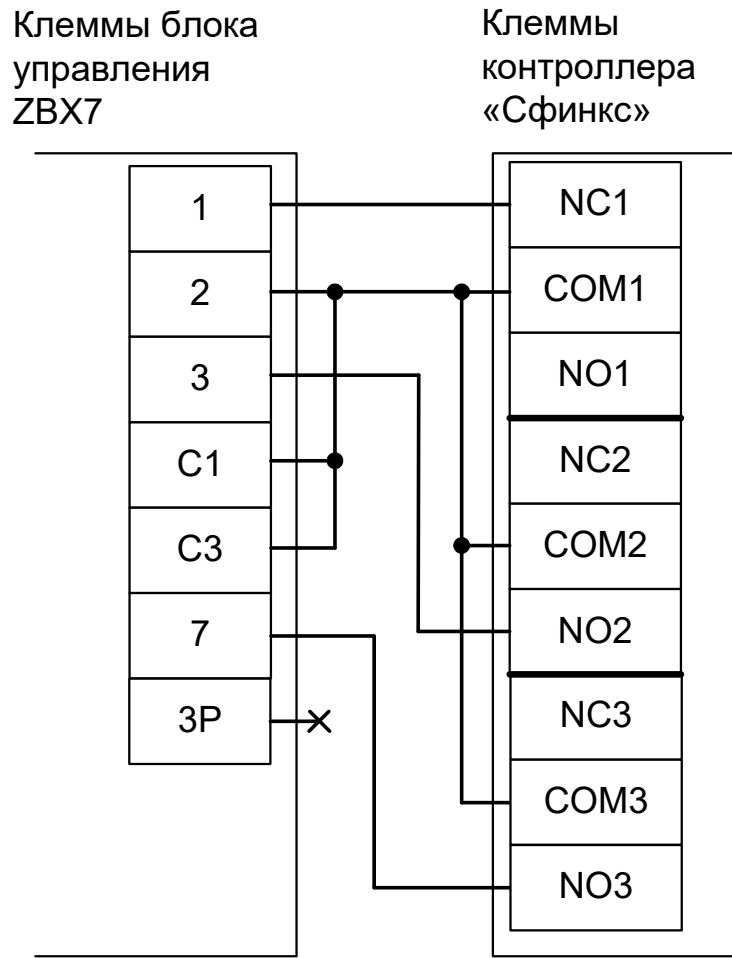 Клеммы блока
управления
ZBX7
Клеммы
контроллера
«Сфинкс»
1
2
3
C1
C3
7
3P
NC1
COM1
NO1
NC2
COM2
NO2
NC3
COM3
NO3